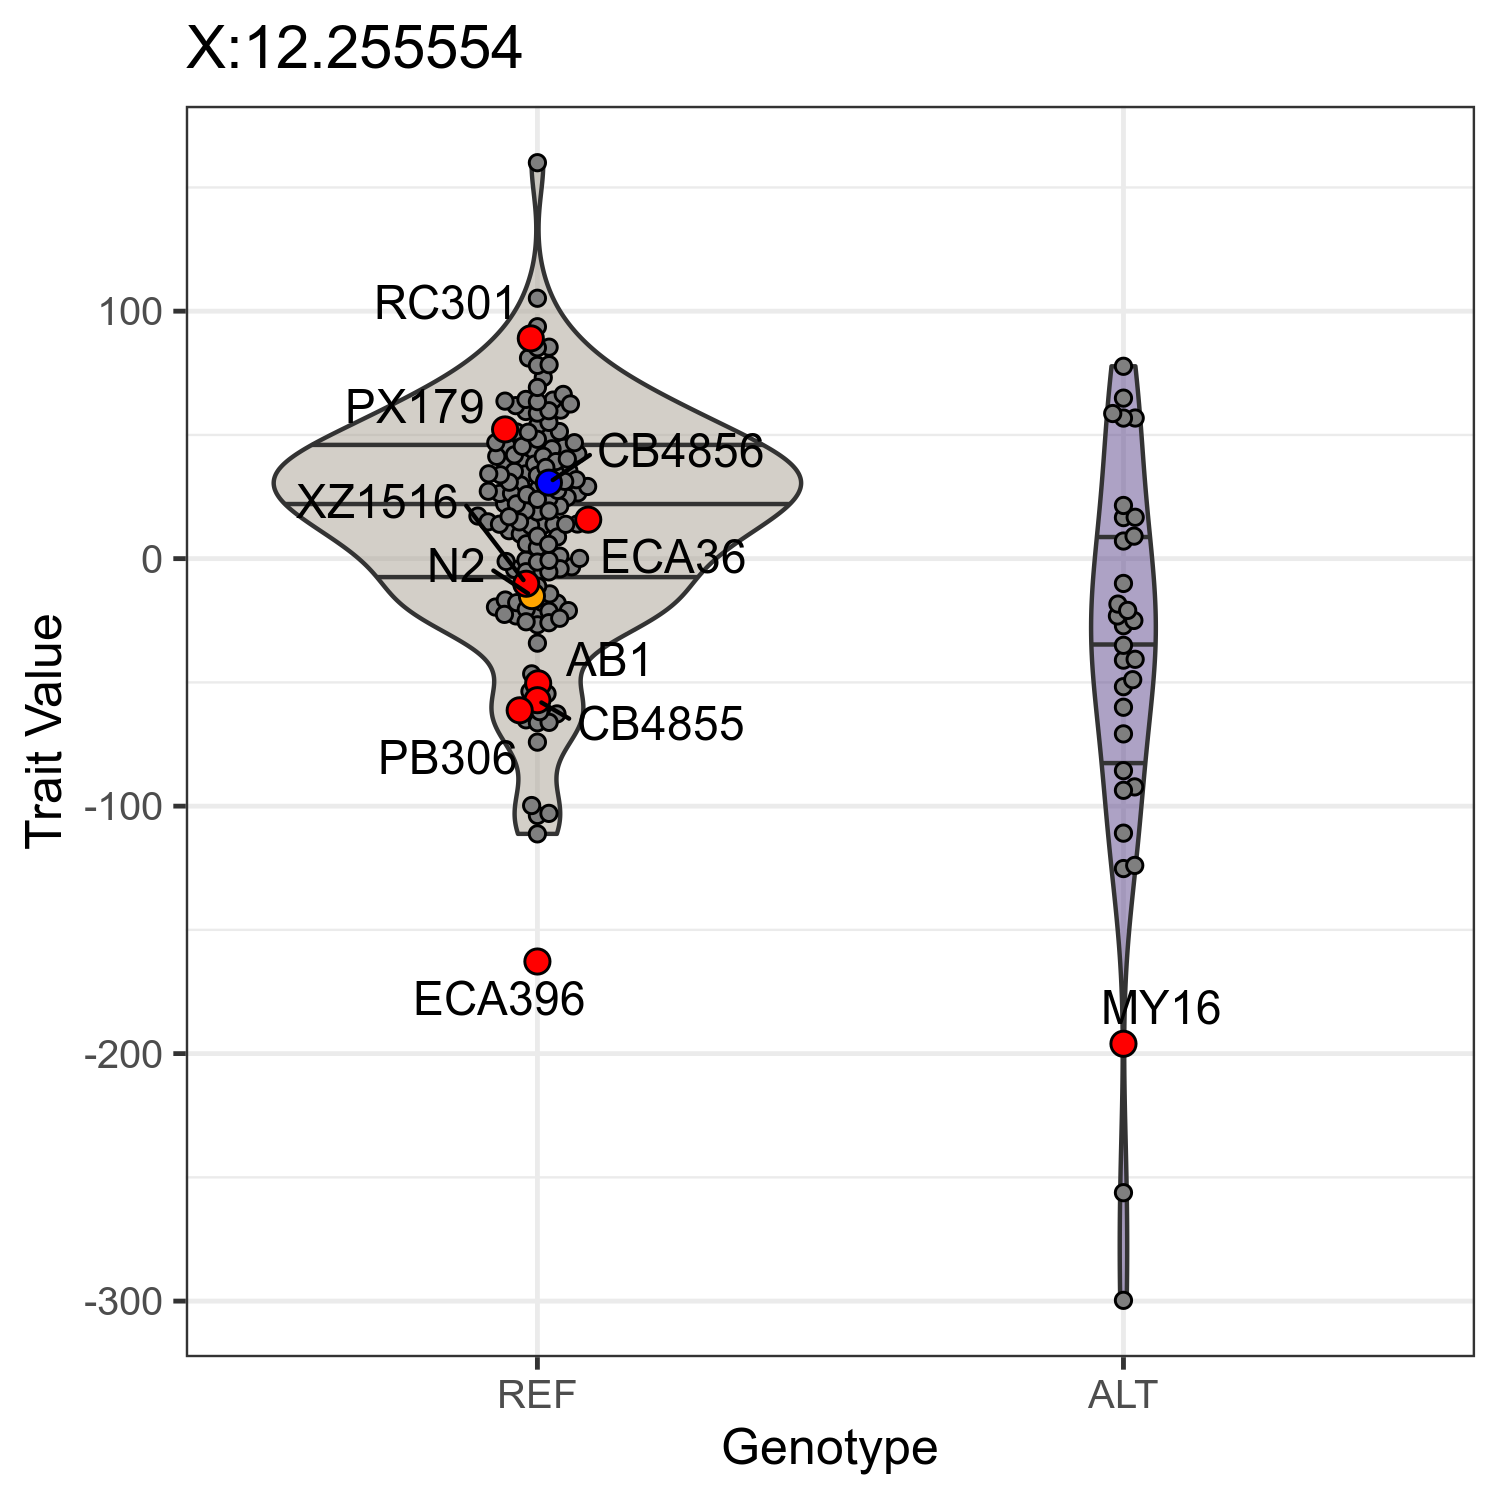 X:12.255554
Trait Value
100
0
-100
-200
-300
RC301
PX179
CB4856
XZ1516
ECA36
N2
AB1
CB4855
PB306
ECA396
MY16
REF
ALT
Genotype